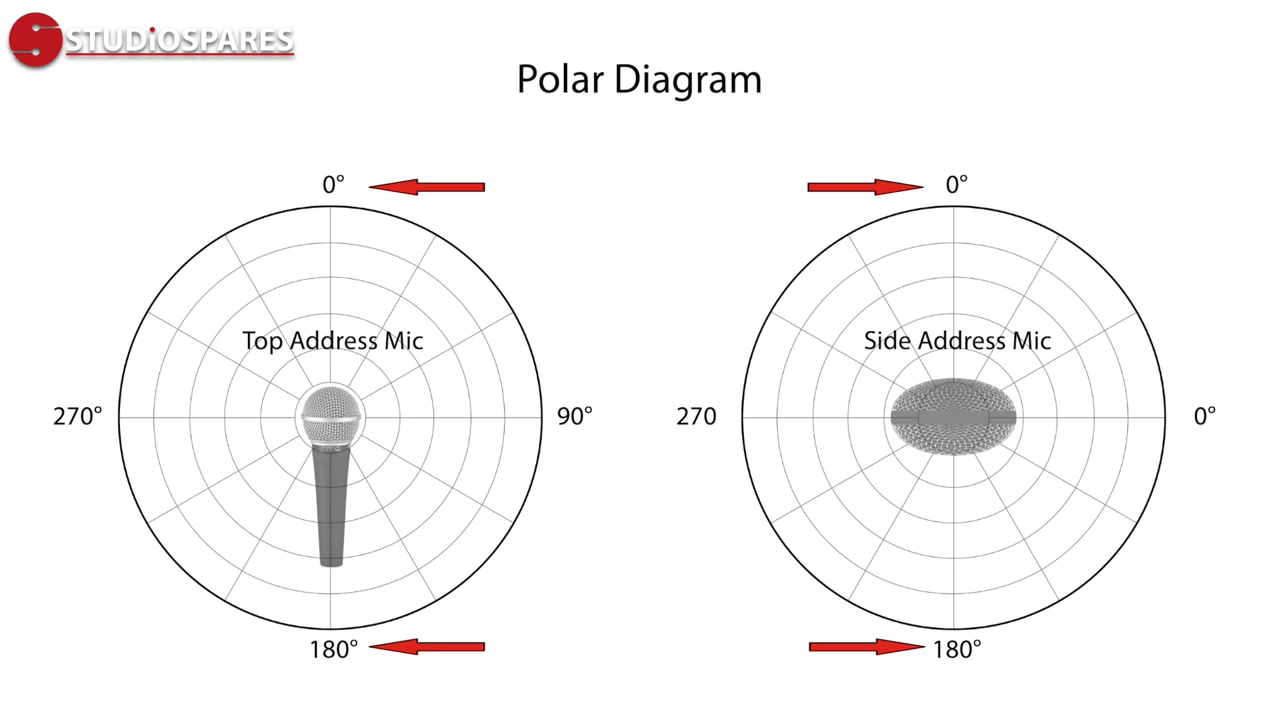 STUDiOSPARES
Polar Diagram
0°
0°
Top Address Mic
Side Address Mic
270°
90°
270
0°
180°
180°